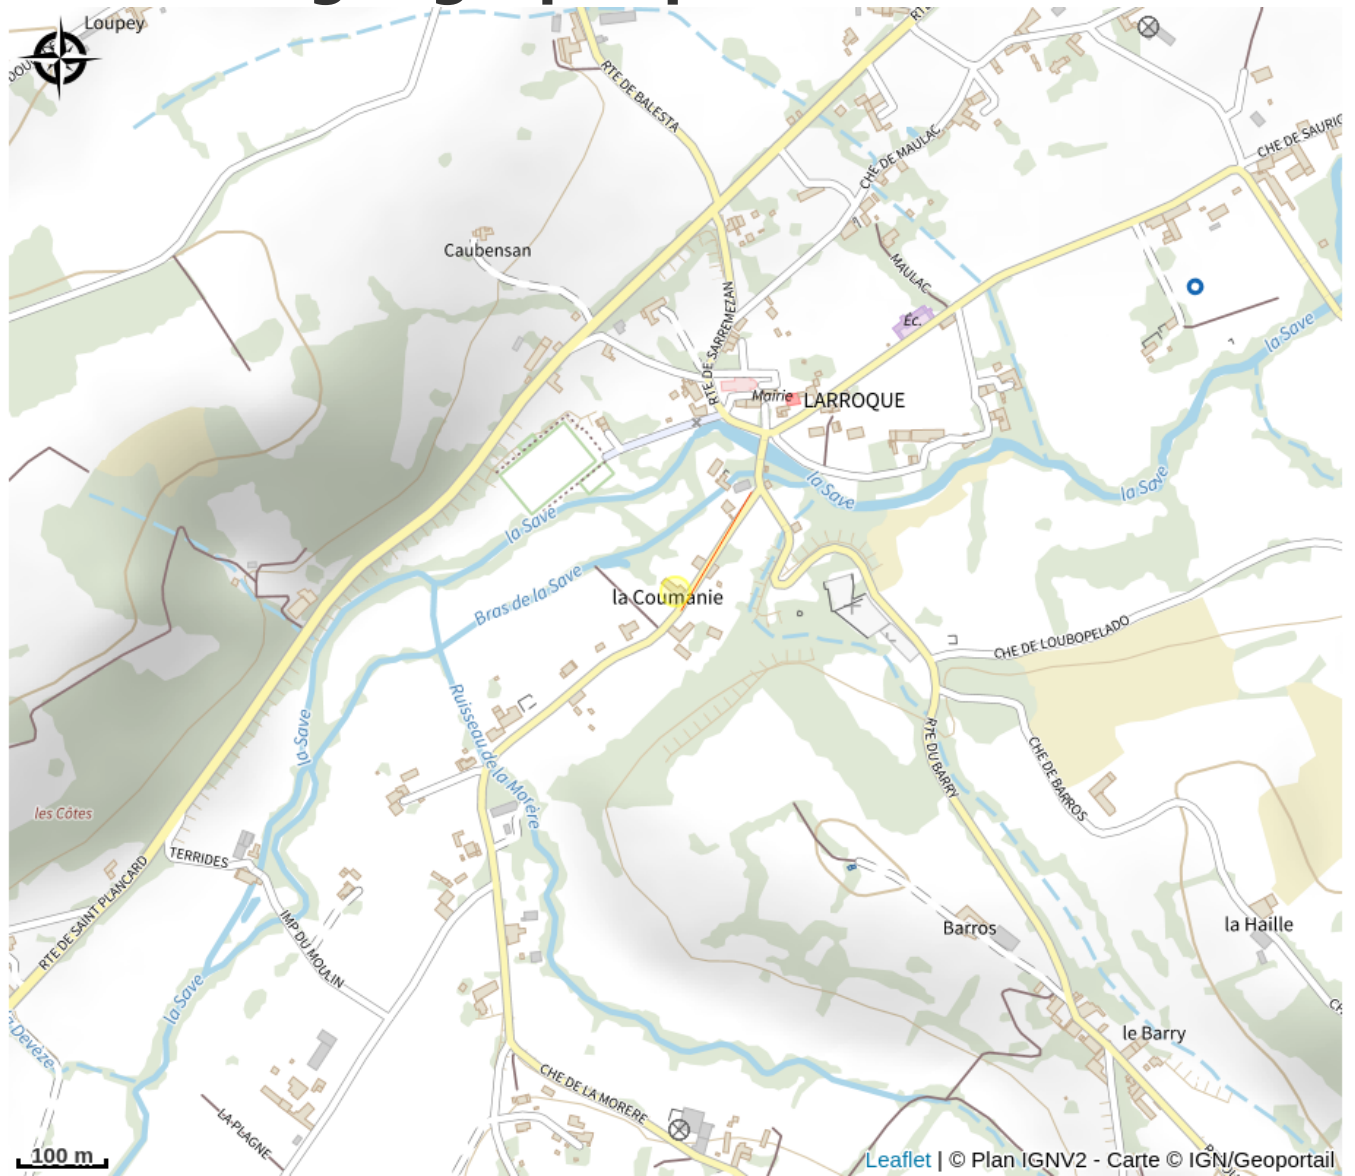 Loupey
RTE DE BALESTA
CHE DE MAULAC
CHE DE SAURIC
Caubensan
MAULAC
RTE DE SARREMEZAN
Éc.
la Save
Mairie
LARROQUE
la Save
la Save
la Save
Bras de la Save
la Coumanie
CHE DE LOUBOPELADO
Ruisseau de la Morère
la Save
RTE DU BARRY
CHE DE BARROS
les Côtes
TERRIDES
RTE DE SAINT PLANCARD
IMP DU MOULIN
Barros
la Haille
la Save
la Devèze
le Barry
CHE DE LA MORERE
LA PLAGNE
100 m
Leaflet | © Plan IGNV2 - Carte © IGN/Geoportail